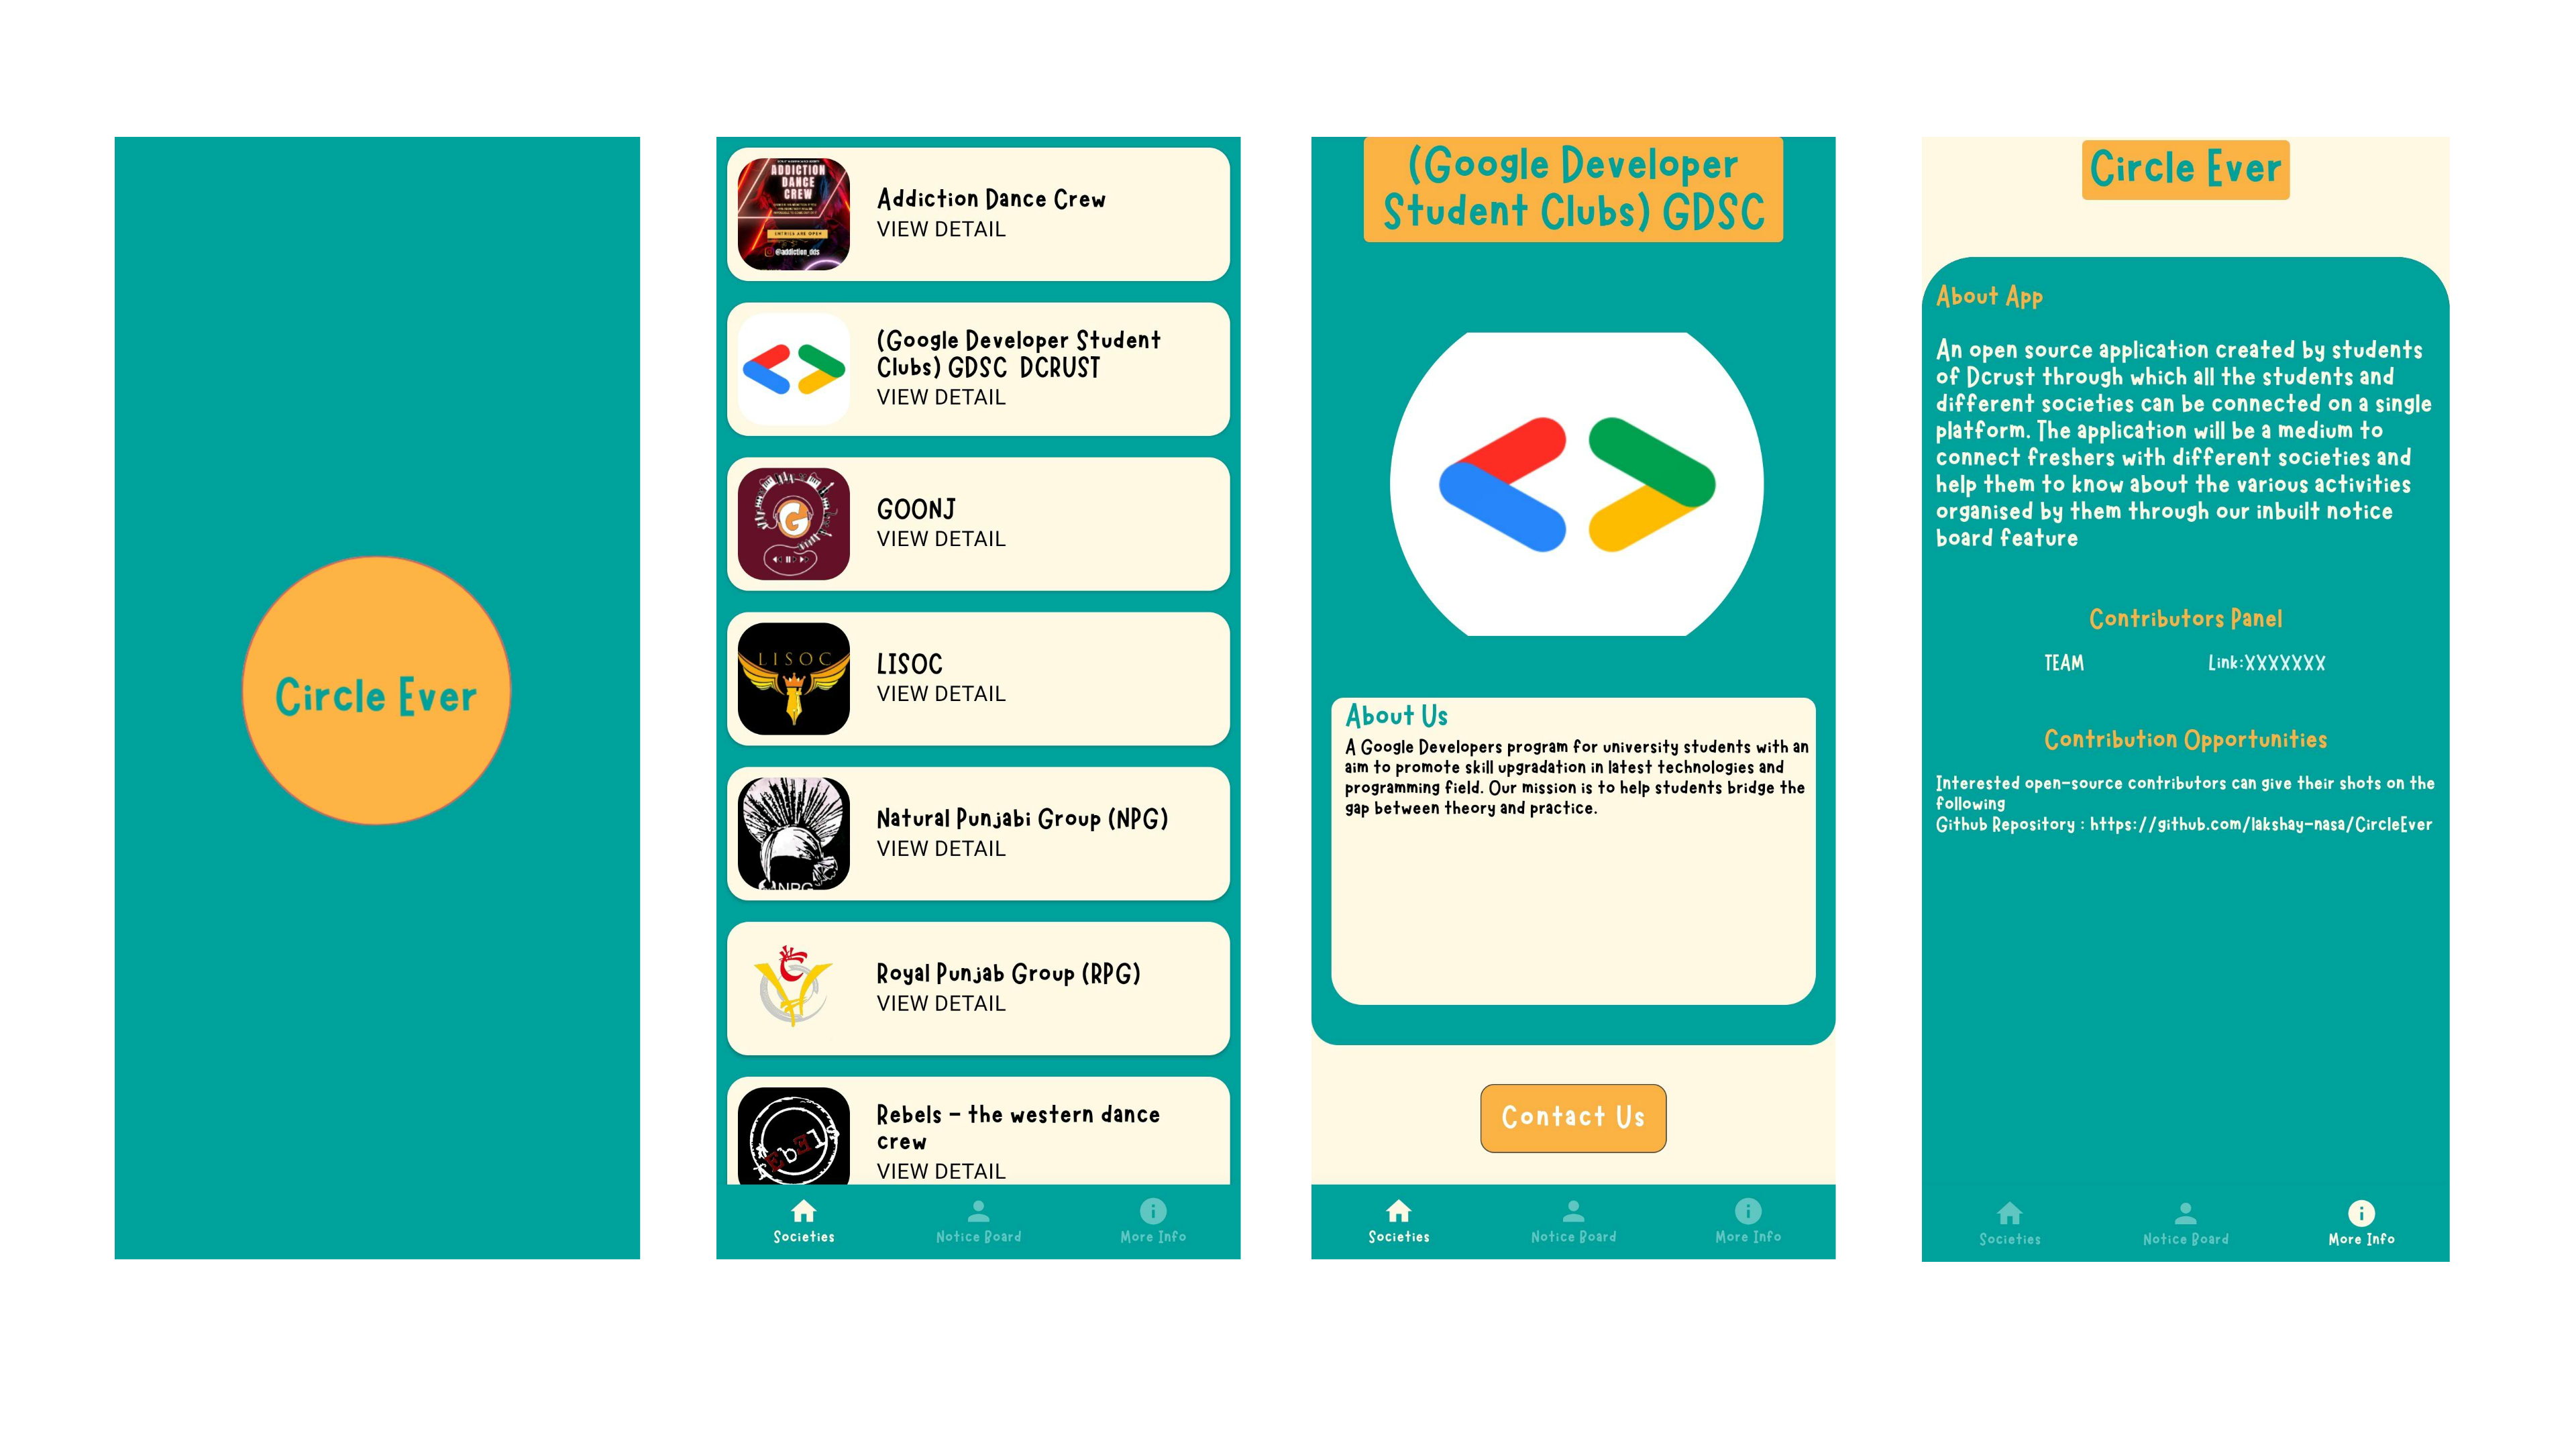 Circle Ever
ADDICTION
DANCE
CREW
ENTRIES ARE OPEN
@addiction_dds
Addiction Dance Crew
VIEW DETAIL
(Google Developer Student
Clubs) GDSC DCRUST
VIEW DETAIL
G
GOONJ
VIEW DETAIL
LISOC
LISOC
VIEW DETAIL
NPG
Natural Punjabi Group (NPG)
VIEW DETAIL
Royal Punjab Group (RPG)
VIEW DETAIL
Rebels - the western dance
crew
VIEW DETAIL
Societies
Notice Board
More Info
(Google Developer
Student Clubs) GDSC
About Us
A Google Developers program for university students with an
aim to promote skill upgradation in latest technologies and
programming field. Our mission is to help students bridge the
gap between theory and practice.
Contact Us
Societies
Notice Board
More Info
Circle Ever
About App
An open source application created by students
of Dcrust through which all the students and
different societies can be connected on a single
platform. The application will be a medium to
connect freshers with different societies and
help them to know about the various activities
organised by them through our inbuilt notice
board feature
Contributors Panel
TEAM
Link:XXXXXXX
Contribution Opportunities
Interested open-source contributors can give their shots on the
following
Github Repository : https://github.com/lakshay-nasa/CircleEver
Societies
Notice Board
More Info